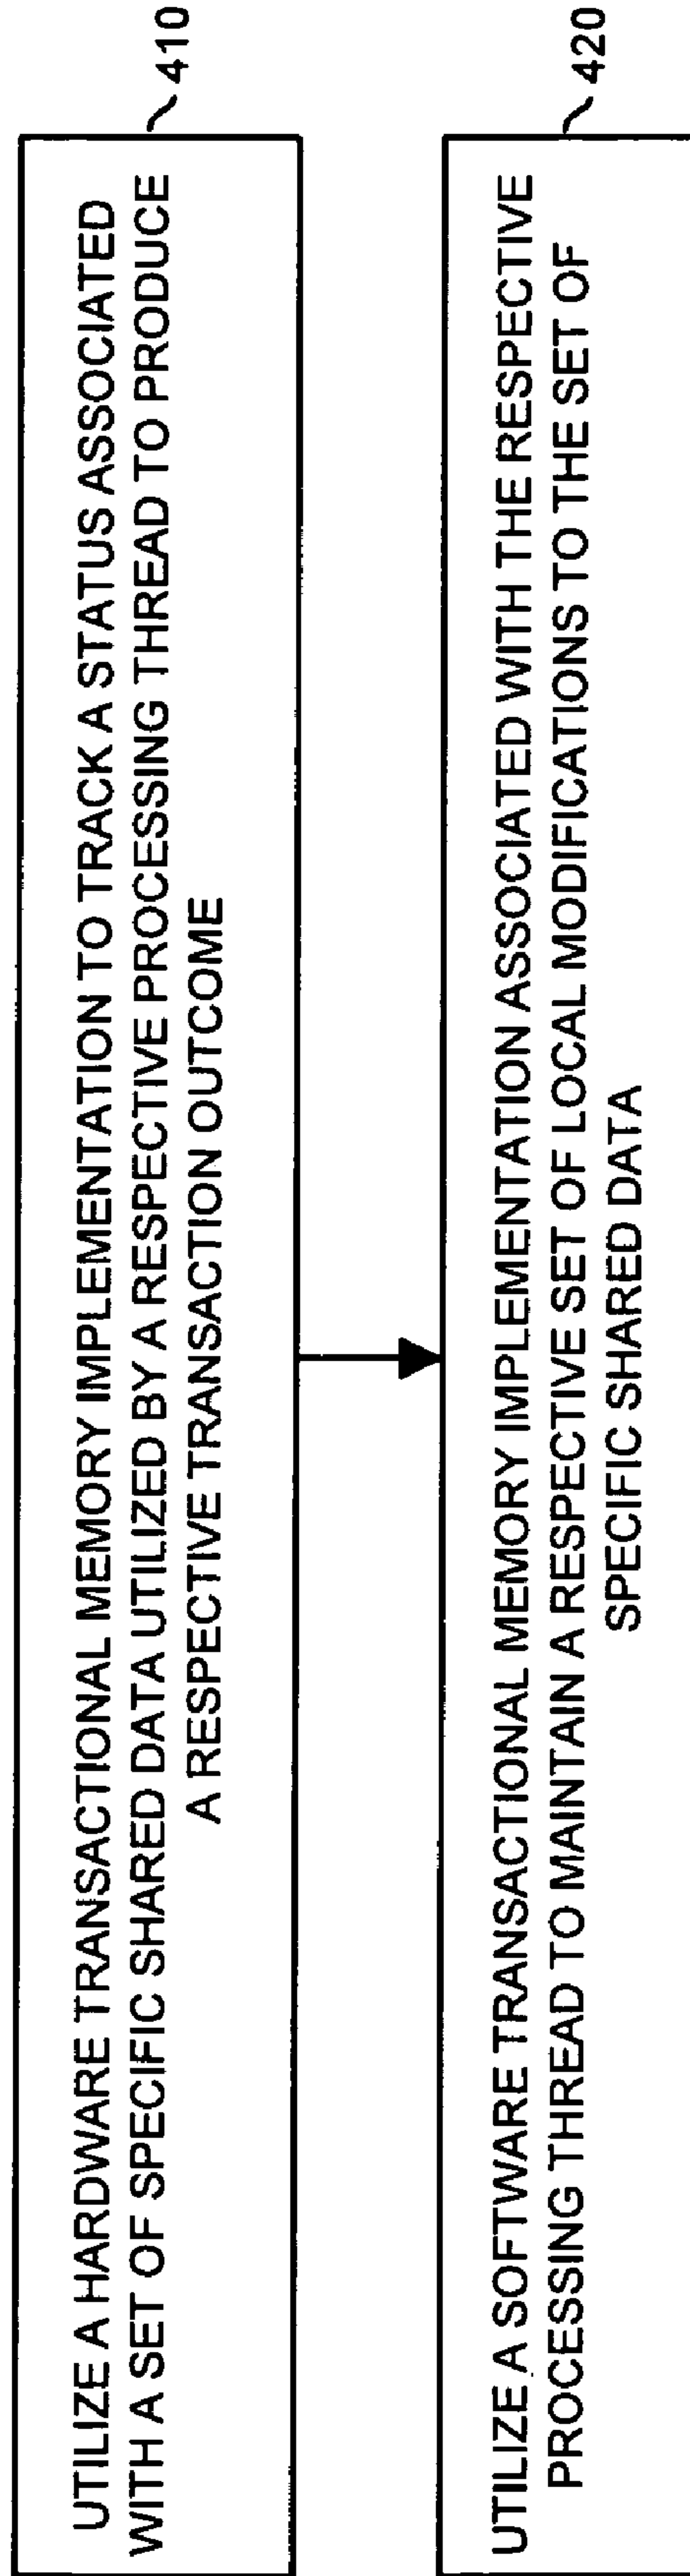 UTILIZE A HARDWARE TRANSACTIONAL MEMORY IMPLEMENTATION TO TRACK A STATUS ASSOCIATED
WITH A SET OF SPECIFIC SHARED DATA UTILIZED BY A RESPECTIVE PROCESSING THREAD TO PRODUCE
A RESPECTIVE TRANSACTION OUTCOME
410
UTILIZE A SOFTWARE TRANSACTIONAL MEMORY IMPLEMENTATION ASSOCIATED WITH THE RESPECTIVE
PROCESSING THREAD TO MAINTAIN A RESPECTIVE SET OF LOCAL MODIFICATIONS TO THE SET OF
SPECIFIC SHARED DATA
420